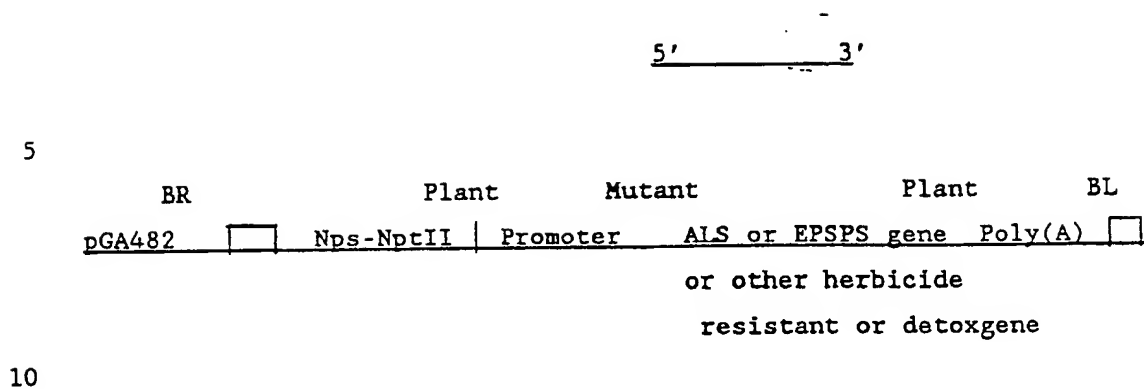 5' 3'
5
BR Plant Mutant Plant BL
pGA482 Nps-NptII Promoter ALS or EPSPS gene Poly(A)
or other herbicide
resistant or detoxgene
10